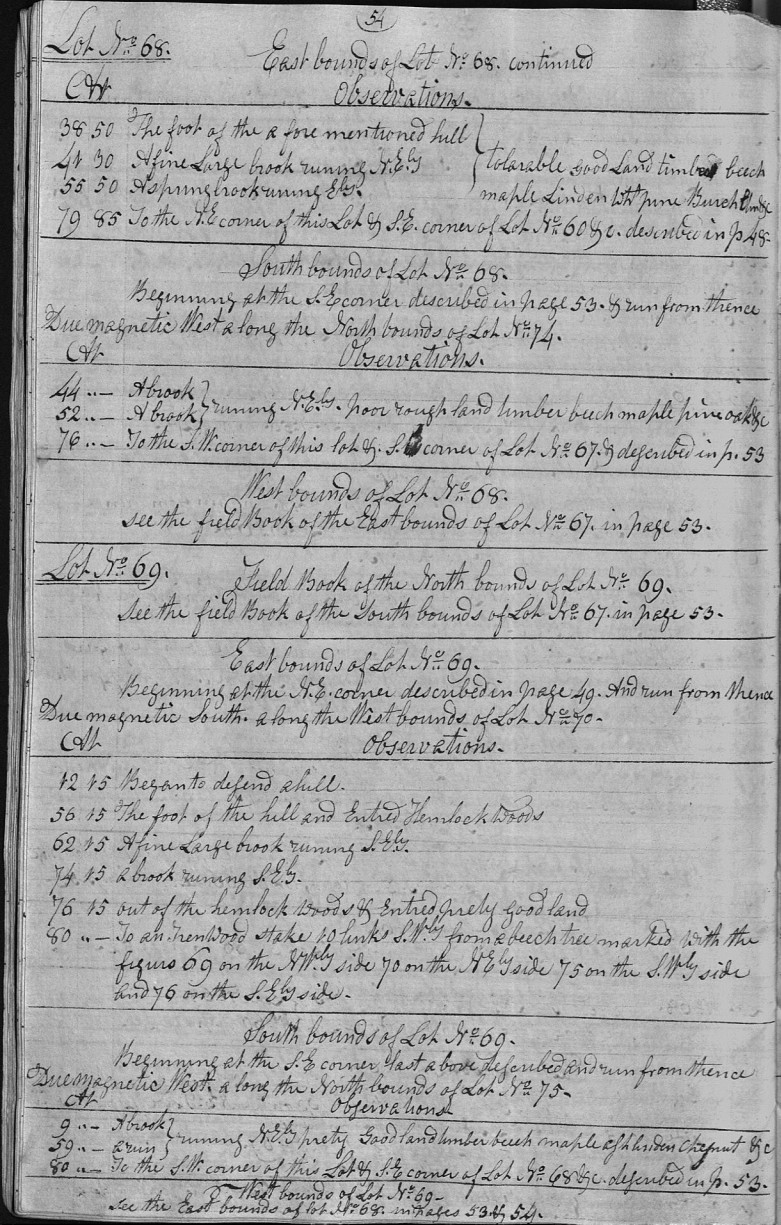 54
Lot No. 68.
East bounds of Lot No. 68. continued
Ch lt
Observations.
38 50 The foot of the a fore mentioned hill
41 30 A fine Large brook runing N.Ely
55 50 A spring brook runing Ely.
tolarable good Land timber beech
maple Linden Wht pine Burch
79 85 To the N.E corner of this Lot & S.E. corner of Lot No. 60 &c. described in p 48.
South bounds of Lot No. 68.
Beginning at the S.E corner described in page 53. & run from thence
Due magnetic West a long the North bounds of Lot No. 74.
Observations.
44 .. — A brook
52 .. — A brook
runing N.Ely. poor rough land timber beech maple pine oak &c
76 .. — To the S.W. corner of this lot &. S. corner of Lot No. 67. & described in p. 53
West bounds of Lot No. 68.
see the field Book of the East bounds of Lot No. 67. in page 53.
Lot No. 69.
Field Book of the North bounds of Lot No. 69.
see the field Book of the South bounds of Lot No. 67. in page 53.
East bounds of Lot No. 69.
Beginning at the N.E. corner described in page 49. And run from thence
Due magnetic South. a long the West bounds of Lot No. 70.
Observations.
12 15 Began to desend a hill.
56 15 The foot of the hill and Entred Hemlock Woods
62 15 A fine Large brook runing S.Ely.
74 15 a brook runing S.Ely.
76 15 out of the hemlock woods & Entred prety good land
80 .. — To an Irenwood stake 10 links S.Wly from a beech tree marked with the
figurs 69 on the NWly side 70 on the N.Ely side 75 on the S.Wly side
and 76 on the S.Ely side.
South bounds of Lot No. 69.
Beginning at the S.E corner last above described and run from thence
Due magnetic West. a long the North bounds of Lot No. 75.
Observations
9 .. — A brook
59 .. — a run
runing N.Ely prety Good land timber beech maple ash linden Chesnut &c
80 .. — To the S.W. corner of this Lot & S.E corner of Lot No. 68 &c. described in p. 53.
West bounds of Lot No. 69.
see the East bounds of lot No. 68. in pages 53 & 54.